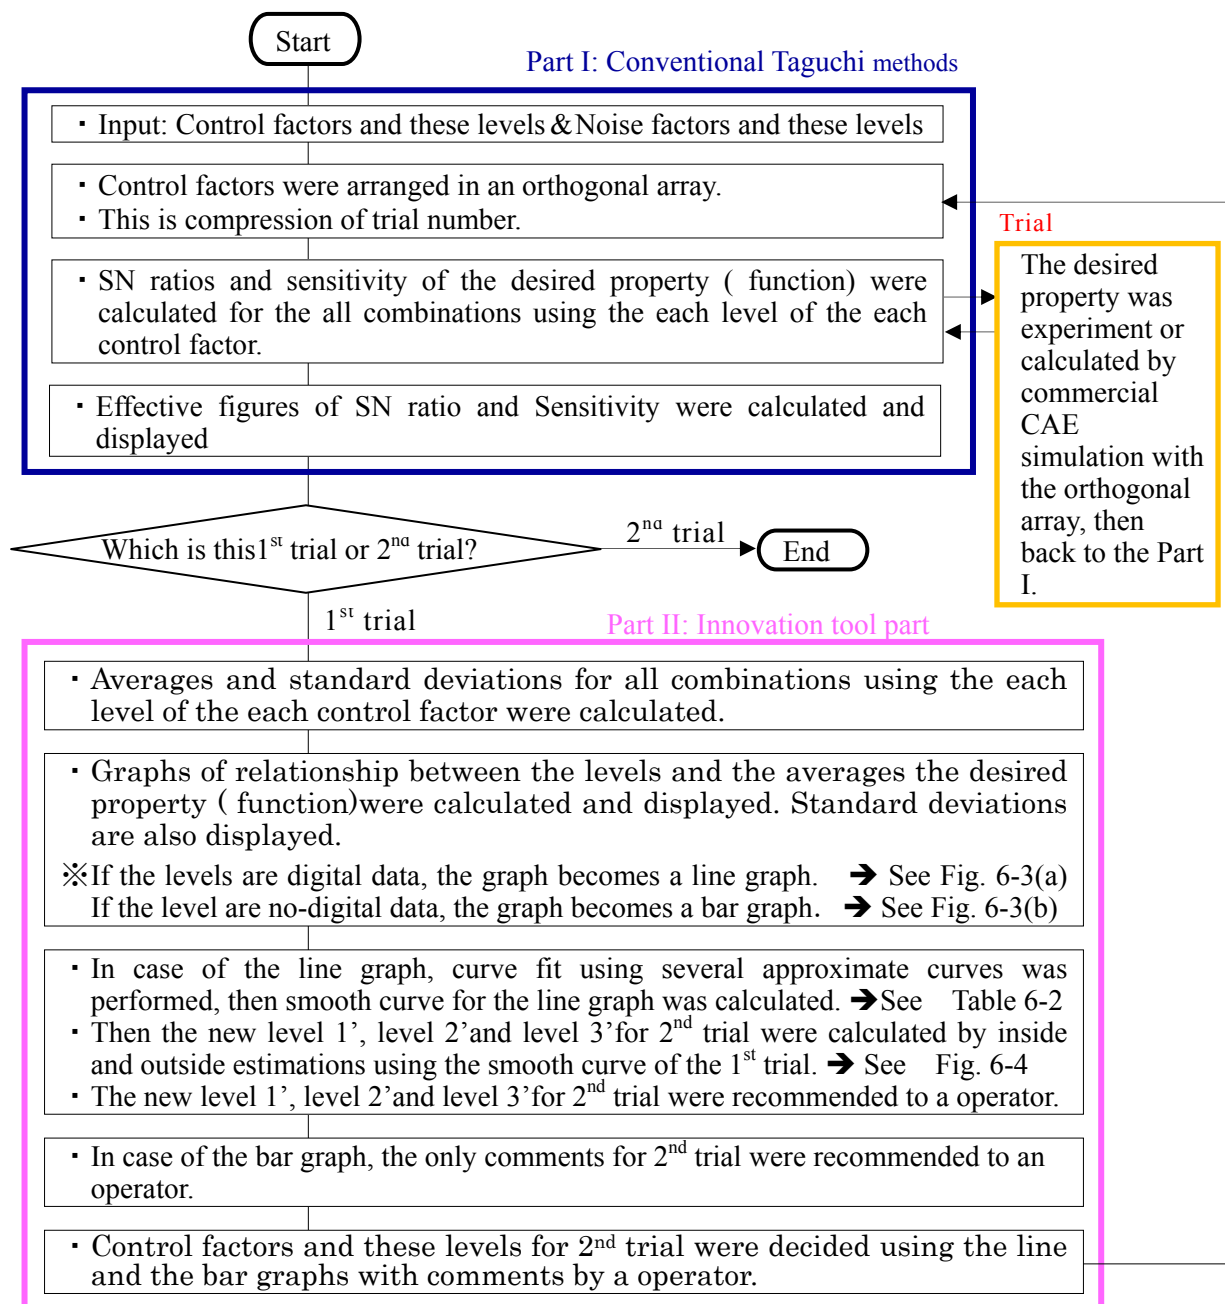 Start
Part I: Conventional Taguchi methods
・Input: Control factors and these levels &Noise factors and these levels
・Control factors were arranged in an orthogonal array.
・This is compression of trial number.
・SN ratios and sensitivity of the desired property ( function) were
calculated for the all combinations using the each level of the each
control factor.
・Effective figures of SN ratio and Sensitivity were calculated and
displayed
Trial
The desired
property was
experiment or
calculated by
commercial
CAE
simulation with
the orthogonal
array, then
back to the Part
I.
Which is this1st trial or 2nd trial?
2nd trial
End
1st trial
Part II: Innovation tool part
・Averages and standard deviations for all combinations using the each
level of the each control factor were calculated.
・Graphs of relationship between the levels and the averages the desired
property ( function)were calculated and displayed. Standard deviations
are also displayed.
※If the levels are digital data, the graph becomes a line graph. ➔ See Fig. 6-3(a)
If the level are no-digital data, the graph becomes a bar graph. ➔ See Fig. 6-3(b)
・In case of the line graph, curve fit using several approximate curves was
performed, then smooth curve for the line graph was calculated. ➔See Table 6-2
・Then the new level 1’, level 2’and level 3’for 2nd trial were calculated by inside
and outside estimations using the smooth curve of the 1st trial. ➔ See Fig. 6-4
・The new level 1’, level 2’and level 3’for 2nd trial were recommended to a operator.
・In case of the bar graph, the only comments for 2nd trial were recommended to an
operator.
・Control factors and these levels for 2nd trial were decided using the line
and the bar graphs with comments by a operator.